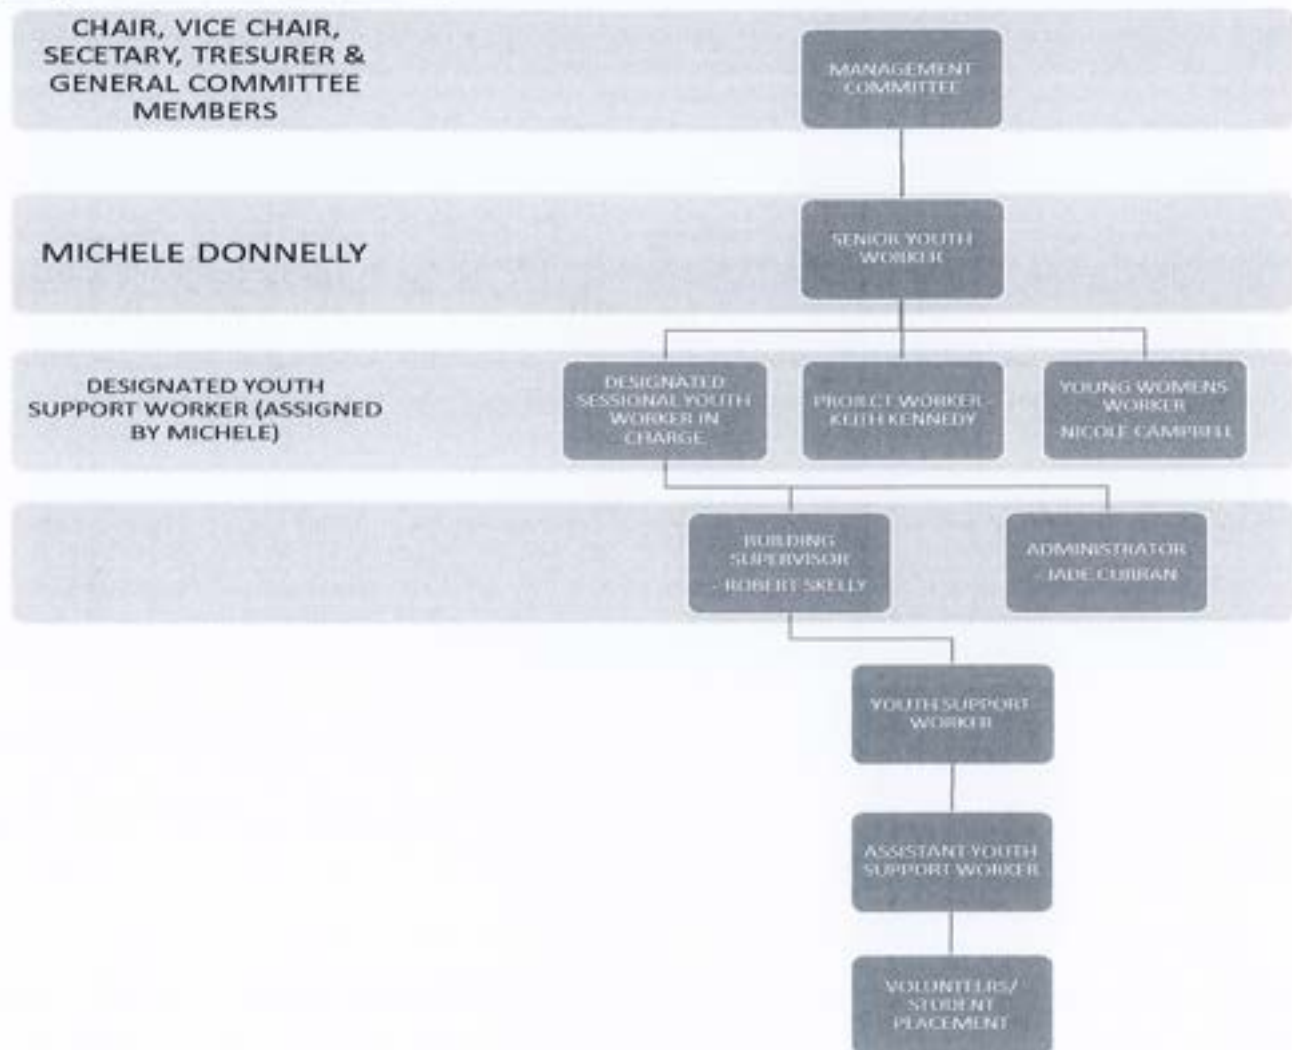 CHAIR, VICE CHAIR,
SECETARY, TRESURER &
GENERAL COMMITTEE
MEMBERS
MANAGEMENT
COMMITTEE
MICHELE DONNELLY
SENIOR YOUTH
WORKER
DESIGNATED YOUTH
SUPPORT WORKER (ASSIGNED
BY MICHELE)
DESIGNATED
SESSIONAL YOUTH
WORKER IN
CHARGE
PROJECT WORKER -
KEITH KENNEDY
YOUNG WOMENS
WORKER
-NICOLE CAMPBELL
BUILDING
SUPERVISOR
- ROBERT SKELLY
ADMINISTRATOR
- JADE CURRAN
YOUTH SUPPORT
WORKER
ASSISTANT YOUTH
SUPPORT WORKER
VOLUNTEERS/
STUDENT
PLACEMENT